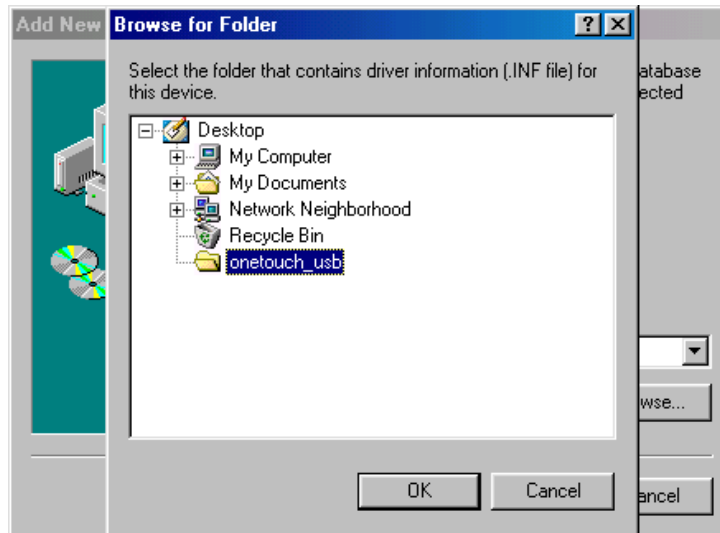 Add New
Browse for Folder
Select the folder that contains driver information (.INF file) for
this device.
atabase
ected
Desktop
My Computer
My Documents
Network Neighborhood
Recycle Bin
onetouch_usb
wse...
OK
Cancel
ancel